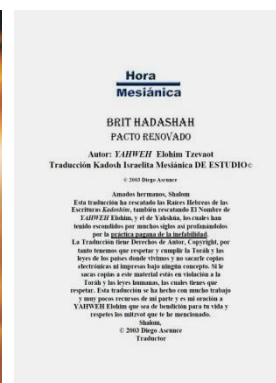 Hora
Mesiánica
BRIT HADASHAH
PACTO RENOVADO
Autor: YAHWEH Elohim Tzevaot
Traducción Kadosh Israelita Mesiánica DE ESTUDIO©
© 2003 Diego Ascunce
Amados hermanos, Shalom
Esta traducción ha rescatado las Raíces Hebreas de las
Escrituras Kadoshim, también rescatando El Nombre de
YAHWEH Elohim, y el de Yahshúa, los cuales han
tenido escondidos por muchos siglos así profanándolos
por la práctica pagana de la inefabilidad.
La Traducción tiene Derechos de Autor, Copyright, por
tanto tenemos que respetar y cumplir la Toráh y las
leyes de los países donde vivimos y no sacarle copias
electrónicas ni impresos bajo ningún concepto. Si le
sacas copias a este material estás en violación a la
Toráh y las leyes humanas, las cuales tienes que
respetar. Esta traducción se ha hecho con mucho trabajo
y muy pocos recursos de mi parte y es mi oración a
YAHWEH Elohim que sea de bendición para tu vida y
respetes los mitzvot que te he mencionado.
Shalom,
© 2003 Diego Ascunce
Traductor